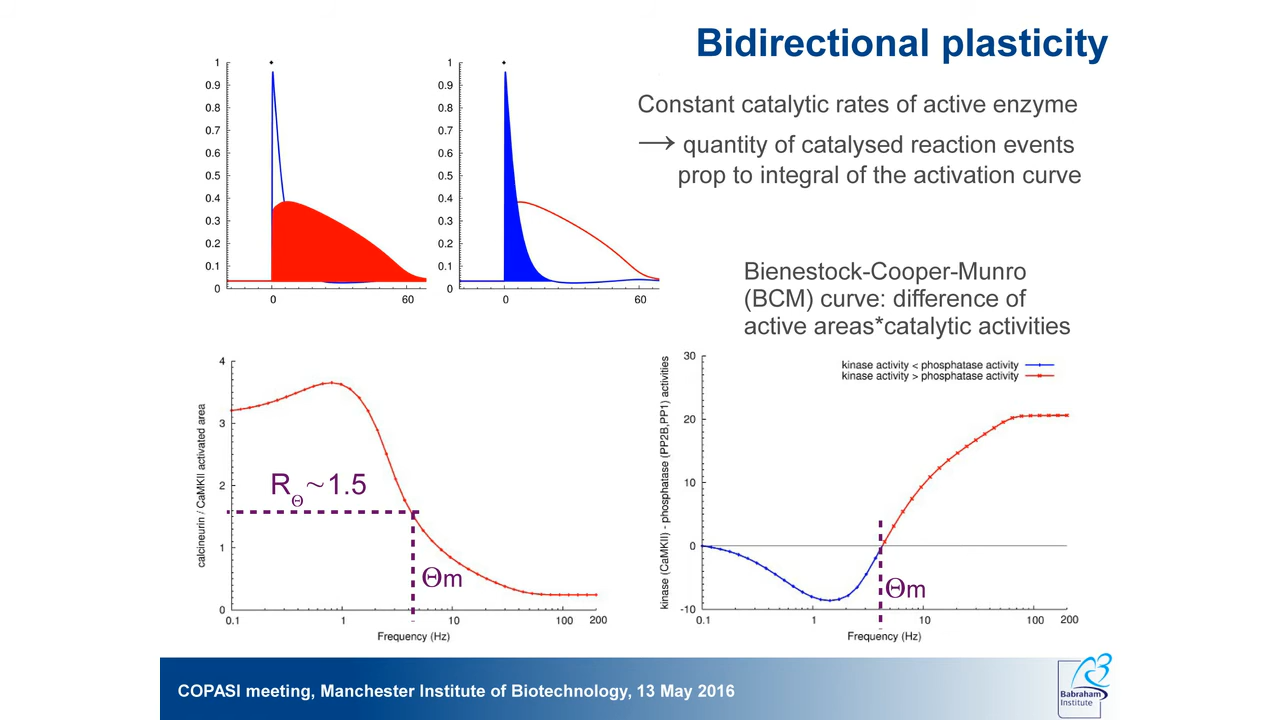 Bidirectional plasticity
1
0.9
0.8
0.7
0.6
0.5
0.4
0.3
0.2
0.1
0
0
60
1
0.9
0.8
0.7
0.6
0.5
0.4
0.3
0.2
0.1
0
0
60
Constant catalytic rates of active enzyme
→ quantity of catalysed reaction events
prop to integral of the activation curve
Bienestock-Cooper-Munro
(BCM) curve: difference of
active areas*catalytic activities
calcineurin / CaMKII activated area
4
3
2
1
0
RΘ~1.5
Θm
0.1
1
10
100
200
Frequency (Hz)
kinase (CaMKII) - phosphatase (PP2B,PP1) activities
30
20
10
0
-10
kinase activity < phosphatase activity
kinase activity > phosphatase activity
Θm
0.1
1
10
100
200
Frequency (Hz)
COPASI meeting, Manchester Institute of Biotechnology, 13 May 2016
Babraham
Institute